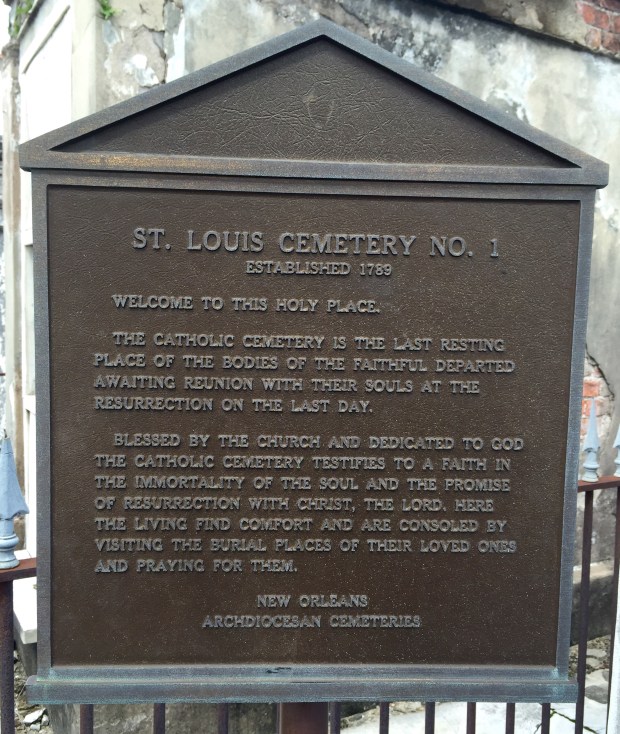 ST. LOUIS CEMETERY NO. 1
ESTABLISHED 1789
WELCOME TO THIS HOLY PLACE.
THE CATHOLIC CEMETERY IS THE LAST RESTING
PLACE OF THE BODIES OF THE FAITHFUL DEPARTED
AWAITING REUNION WITH THEIR SOULS AT THE
RESURRECTION ON THE LAST DAY.
BLESSED BY THE CHURCH AND DEDICATED TO GOD
THE CATHOLIC CEMETERY TESTIFIES TO A FAITH IN
THE IMMORTALITY OF THE SOUL AND THE PROMISE
OF RESURRECTION WITH CHRIST, THE LORD. HERE
THE LIVING FIND COMFORT AND ARE CONSOLED BY
VISITING THE BURIAL PLACES OF THEIR LOVED ONES
AND PRAYING FOR THEM.
NEW ORLEANS
ARCHDIOCESAN CEMETERIES